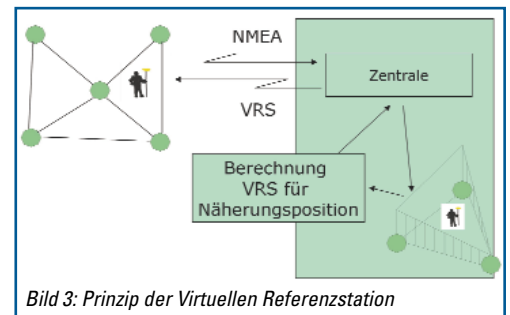 NMEA
Zentrale
VRS
Berechnung
VRS für
Näherungsposition
Bild 3: Prinzip der Virtuellen Referenzstation